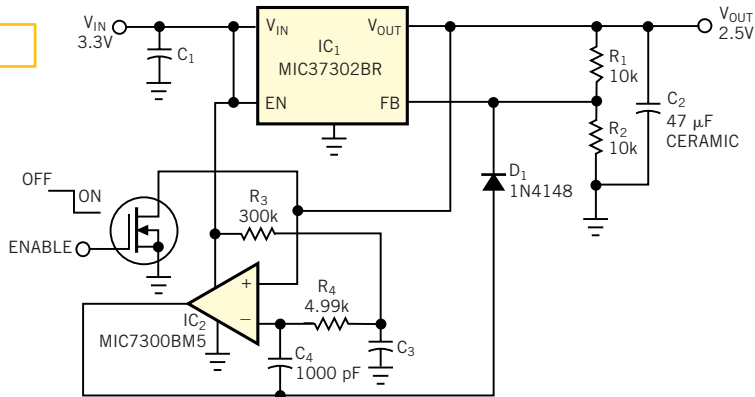 VIN
3.3V
C1
VIN
VOUT
IC1
MIC37302BR
EN
FB
VOUT
2.5V
R1
10k
R2
10k
C2
47 µF
CERAMIC
D1
1N4148
OFF
ON
ENABLE
R3
300k
R4
4.99k
+
−
IC2
MIC7300BM5
C3
C4
1000 pF